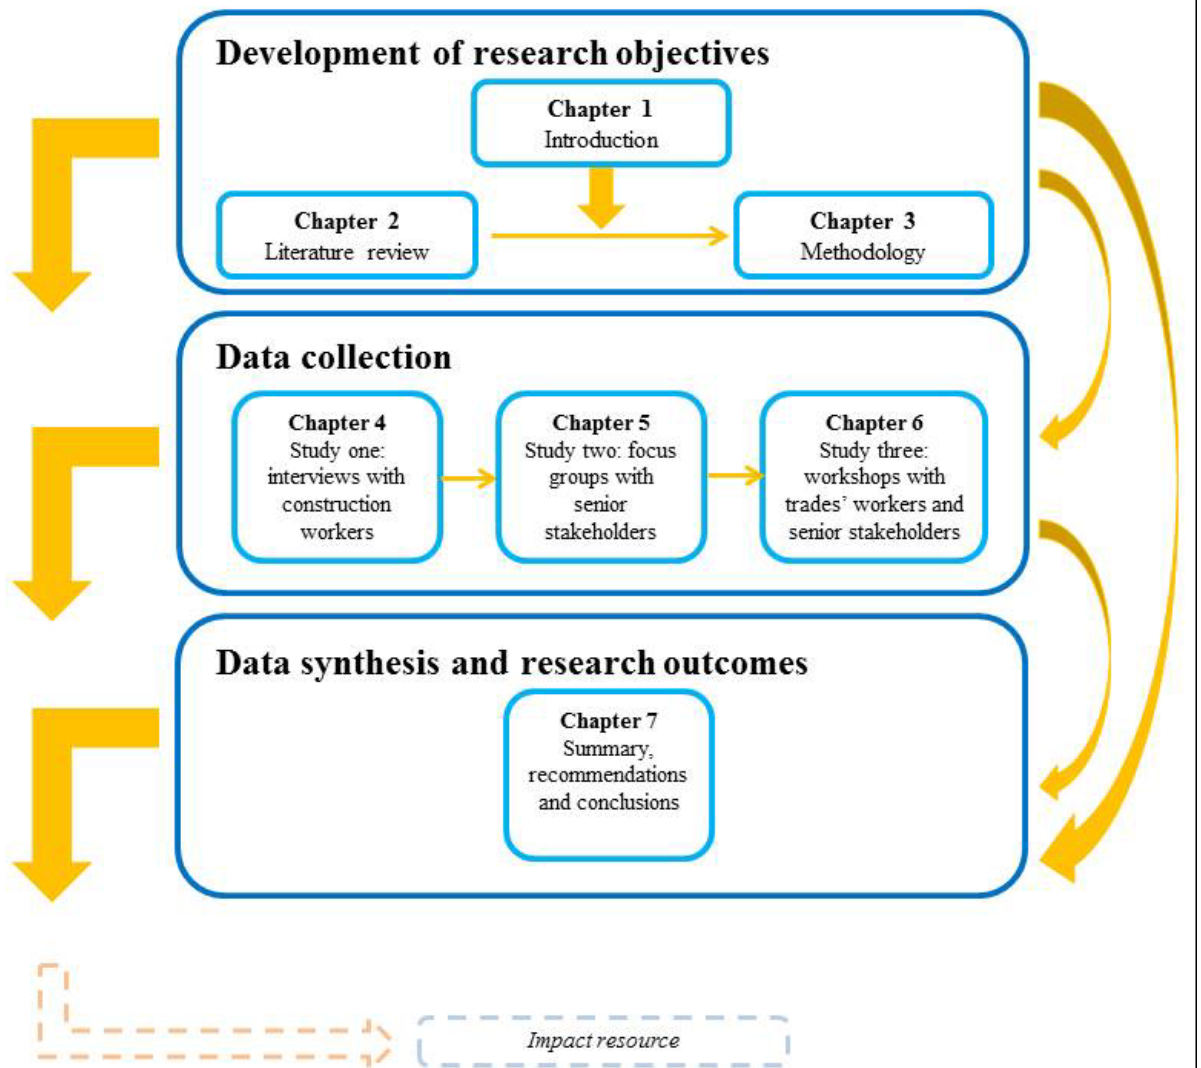 Development of research objectives
Chapter 1
Introduction
Chapter 2
Literature review
Chapter 3
Methodology
Data collection
Chapter 4
Study one:
interviews with
construction
workers
Chapter 5
Study two: focus
groups with
senior
stakeholders
Chapter 6
Study three:
workshops with
trades’ workers and
senior stakeholders
Data synthesis and research outcomes
Chapter 7
Summary,
recommendations
and conclusions
Impact resource